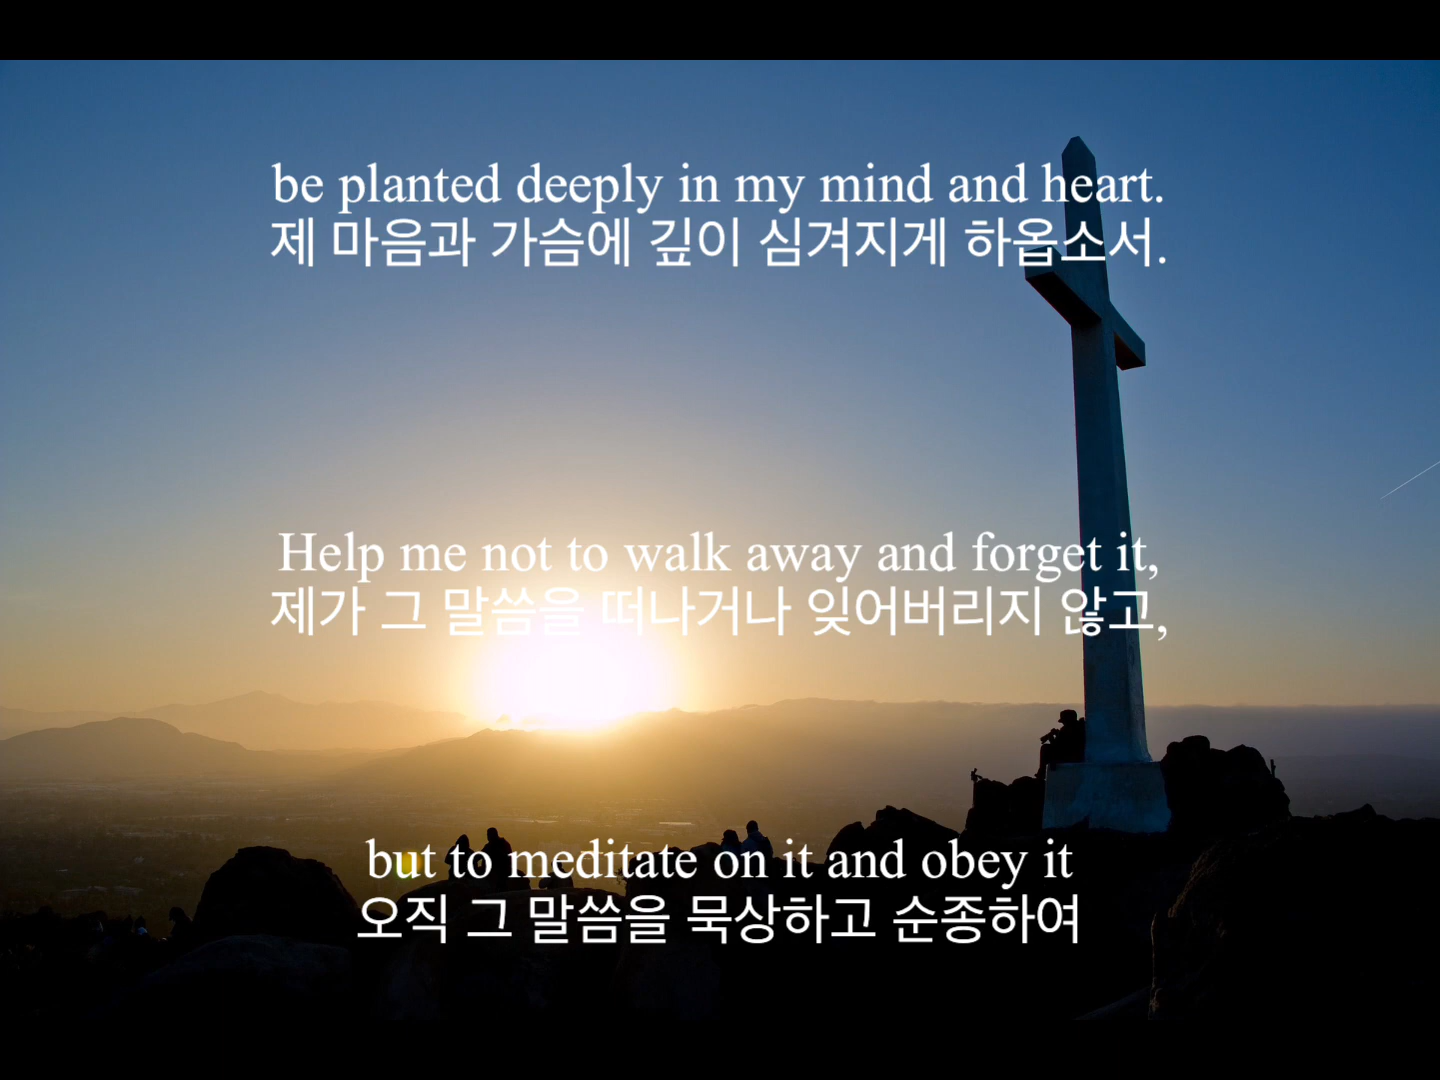 be planted deeply in my mind and heart.
제 마음과 가슴에 깊이 심겨지게 하옵소서.
Help me not to walk away and forget it,
제가 그 말씀을 떠나거나 잊어버리지 않고,
but to meditate on it and obey it
오직 그 말씀을 묵상하고 순종하여